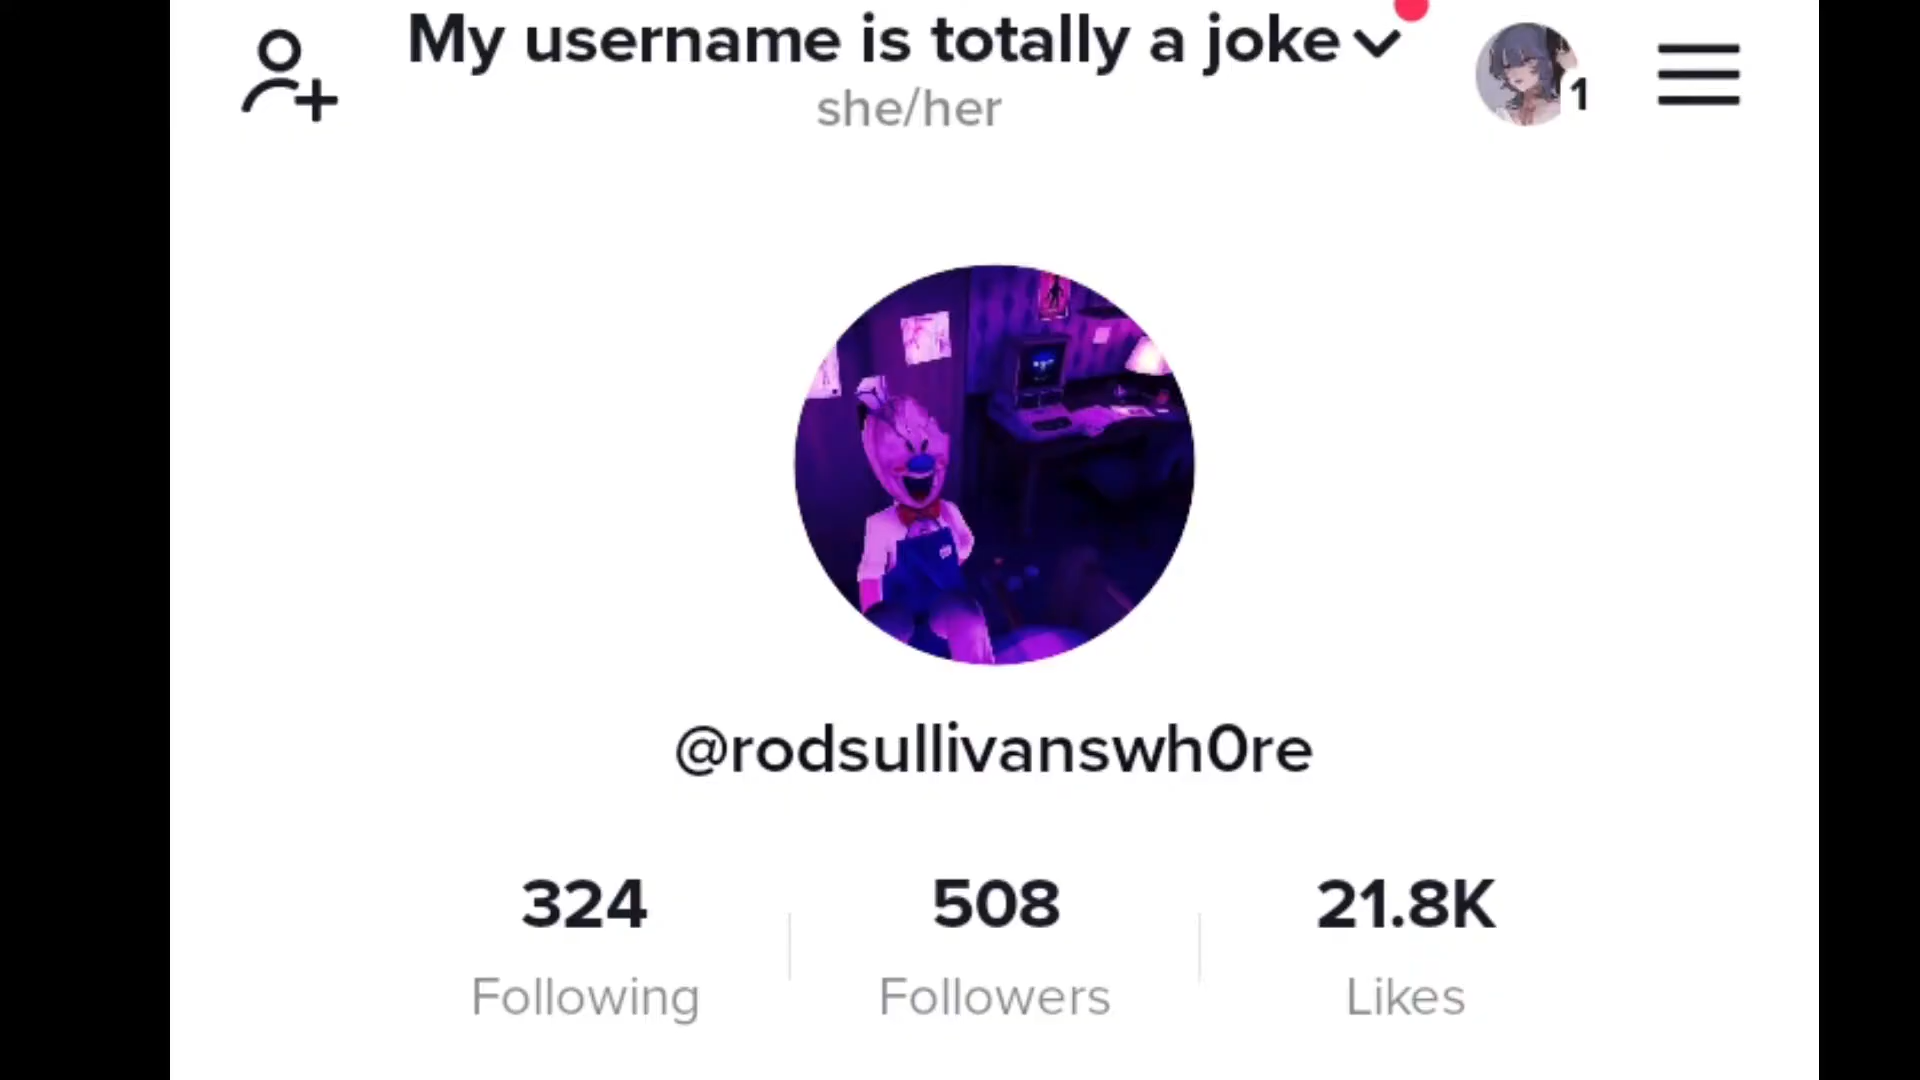 My username is totally a joke
she/her
1
@rodsullivanswh0re
324
508
21.8K
Following
Followers
Likes